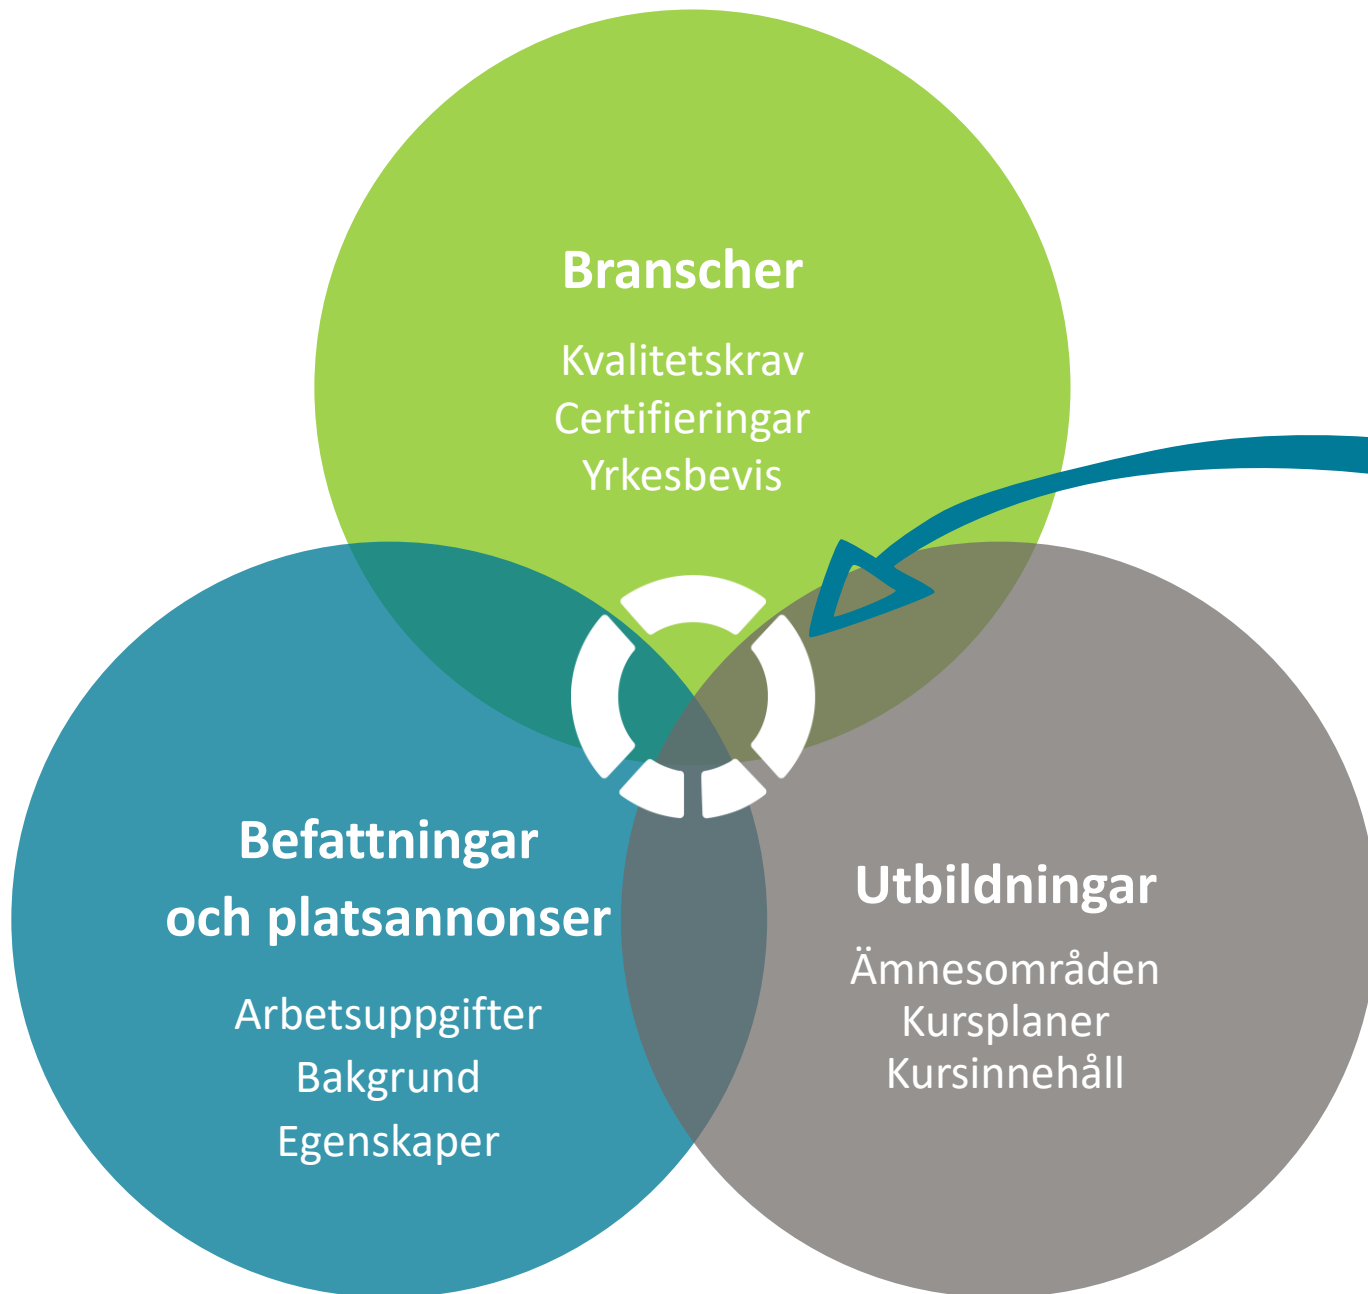 Branscher
Kvalitetskrav
Certifieringar
Yrkesbevis
Befattningar
och platsannonser
Arbetsuppgifter
Bakgrund
Egenskaper
Utbildningar
Ämnesområden
Kursplaner
Kursinnehåll